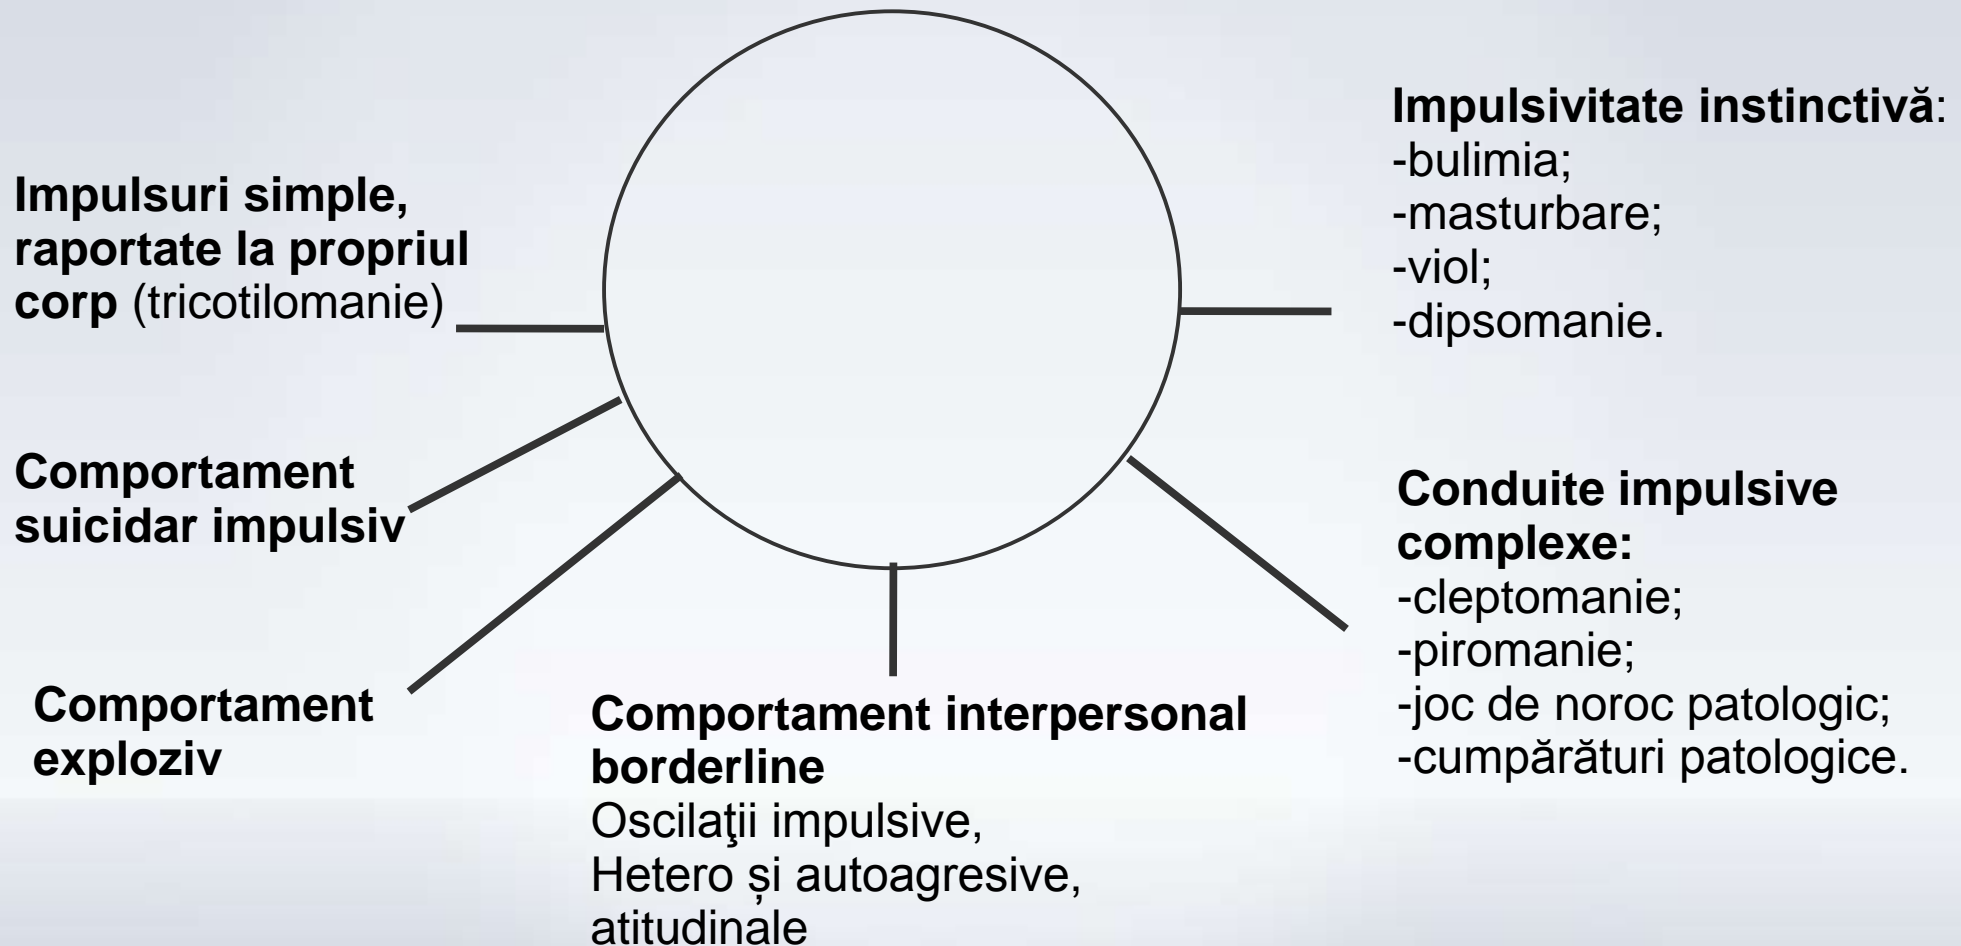 Impulsuri simple,
raportate la propriul
corp (tricotilomanie)
Comportament
suicidar impulsiv
Comportament
exploziv
Comportament interpersonal
borderline
Oscilaţii impulsive,
Hetero și autoagresive,
atitudinale
Impulsivitate instinctivă:
-bulimia;
-masturbare;
-viol;
-dipsomanie.
Conduite impulsive
complexe:
-cleptomanie;
-piromanie;
-joc de noroc patologic;
-cumpărături patologice.